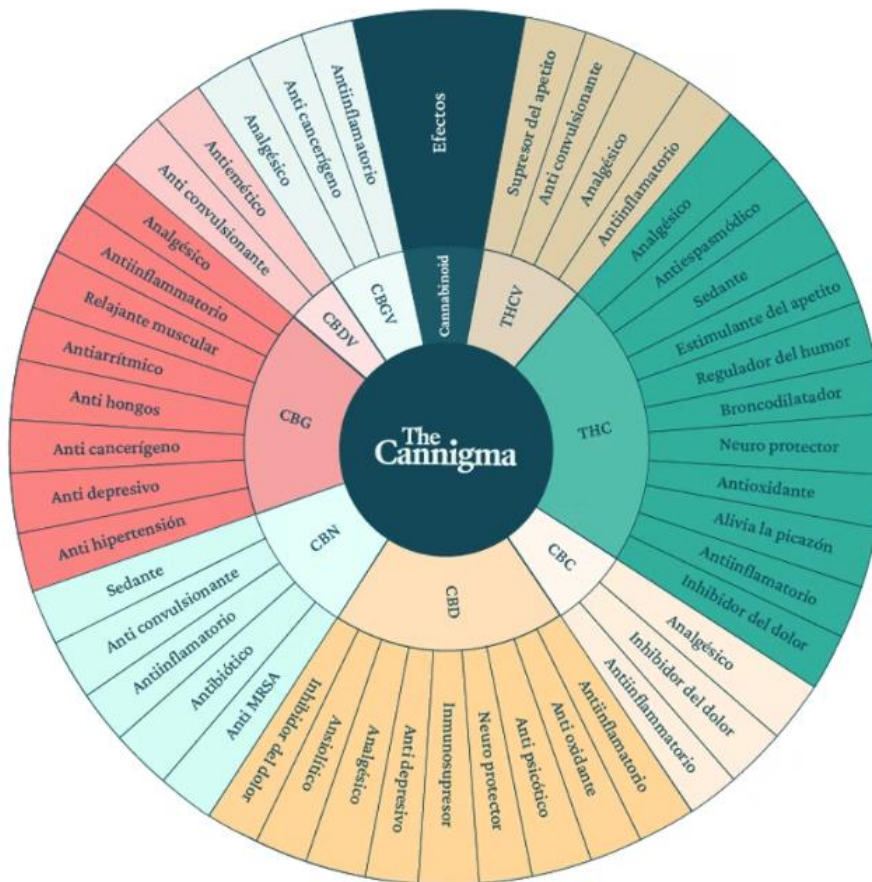 Efectos
Cannabinoid
THCV
Supresor del apetito
Anti convulsionante
Analgésico
Antiinflamatorio
THC
Analgésico
Antiespasmódico
Sedante
Estimulante del apetito
Regulador del humor
Broncodilatador
Neuro protector
Antioxidante
Alivia la picazón
Antiinflamatorio
Inhibidor del dolor
CBC
Analgésico
Inhibidor del dolor
Antiinflammatorio
CBD
Antiinflamatorio
Anti oxidante
Anti psicótico
Neuro protector
Inmunosupresor
Anti depresivo
Analgésico
Ansiolítico
Inhibidor del dolor
CBN
Anti MRSA
Antibiótico
Antiinflamatorio
Anti convulsionante
Sedante
CBG
Anti hipertensión
Anti depresivo
Anti cancerígeno
Anti hongos
Antiarrítmico
Relajante muscular
Antiinflammatorio
Analgésico
CBDV
Anti convulsionante
Antiemético
CBGV
Analgésico
Anti cancerígeno
Antiinflamatorio
The
Cannigma